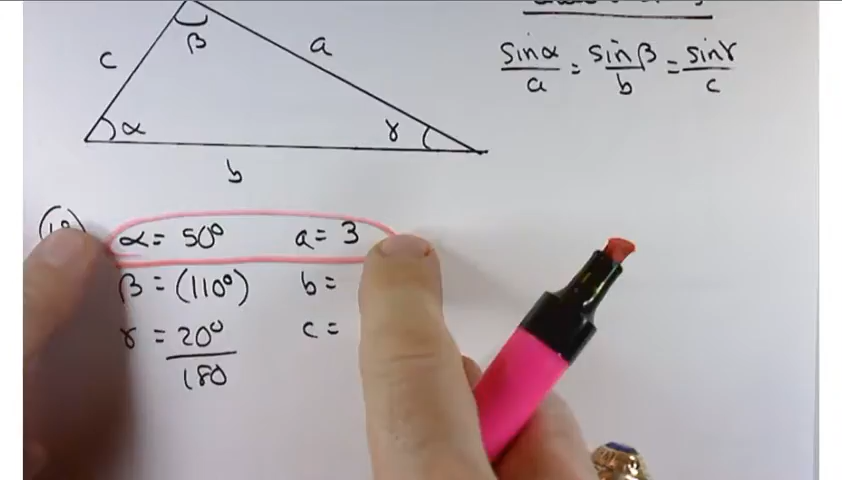 β
a
c
α
γ
b
sinα/a = sinβ/b = sinγ/c
α = 50° a = 3
β = (110°) b =
γ = 20° c =
180